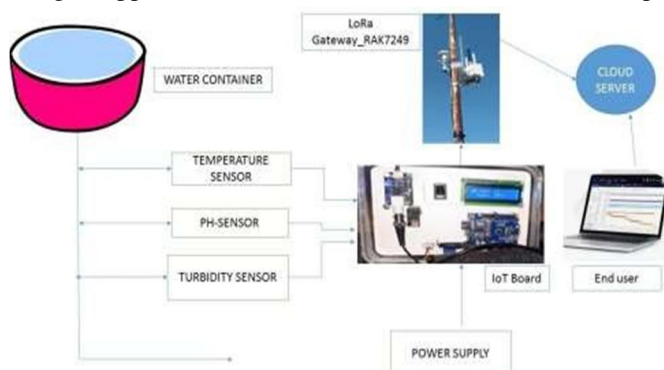 LoRa
Gateway_RAK7249
CLOUD
SERVER
WATER CONTAINER
TEMPERATURE
SENSOR
PH-SENSOR
TURBIDITY SENSOR
IoT Board
End user
POWER SUPPLY